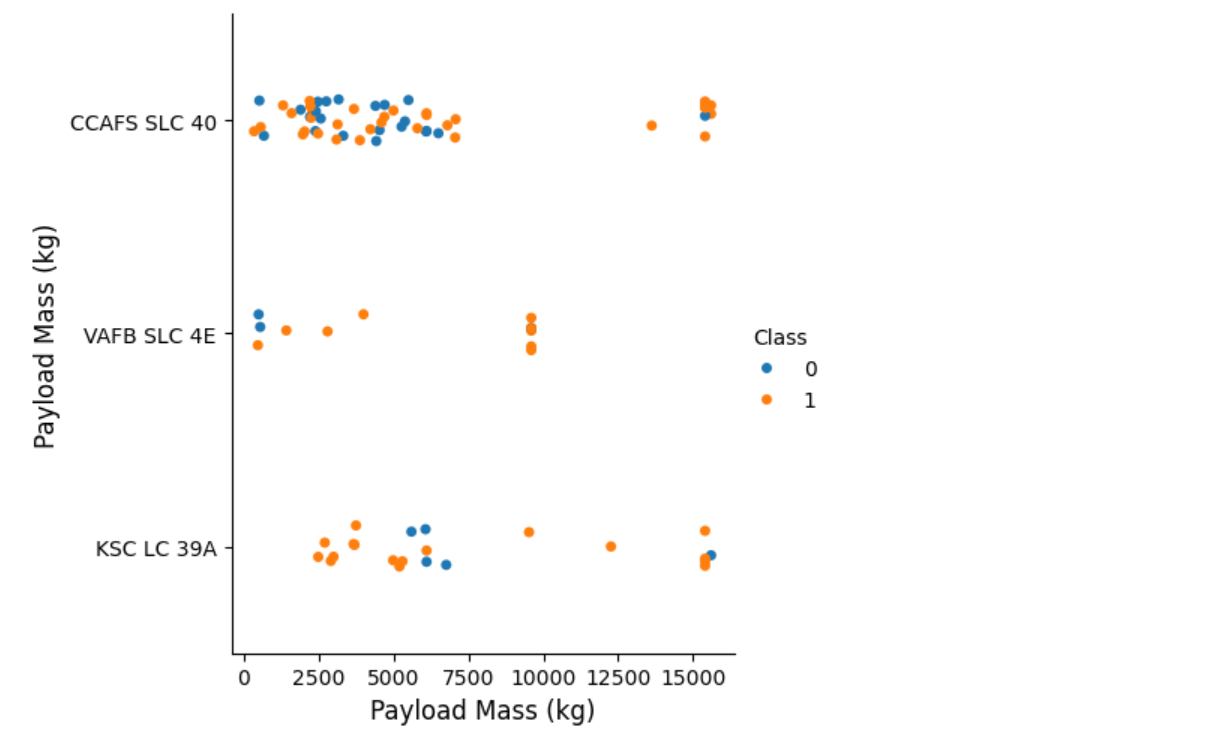 CCAFS SLC 40
VAFB SLC 4E
KSC LC 39A
Payload Mass (kg)
0 2500 5000 7500 10000 12500 15000
Payload Mass (kg)
Class
0
1